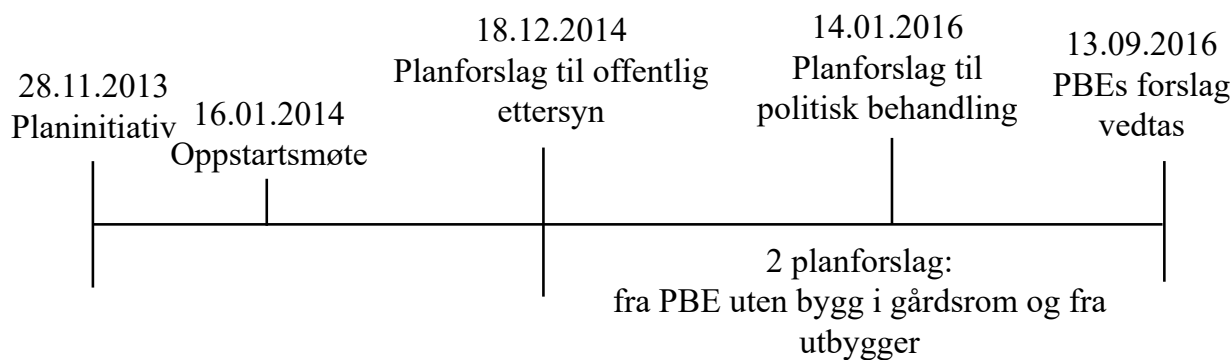 28.11.2013
Planinitiativ
16.01.2014
Oppstartsmøte
18.12.2014
Planforslag til offentlig
ettersyn
14.01.2016
Planforslag til
politisk behandling
13.09.2016
PBEs forslag
vedtas
2 planforslag:
fra PBE uten bygg i gårdsrom og fra
utbygger